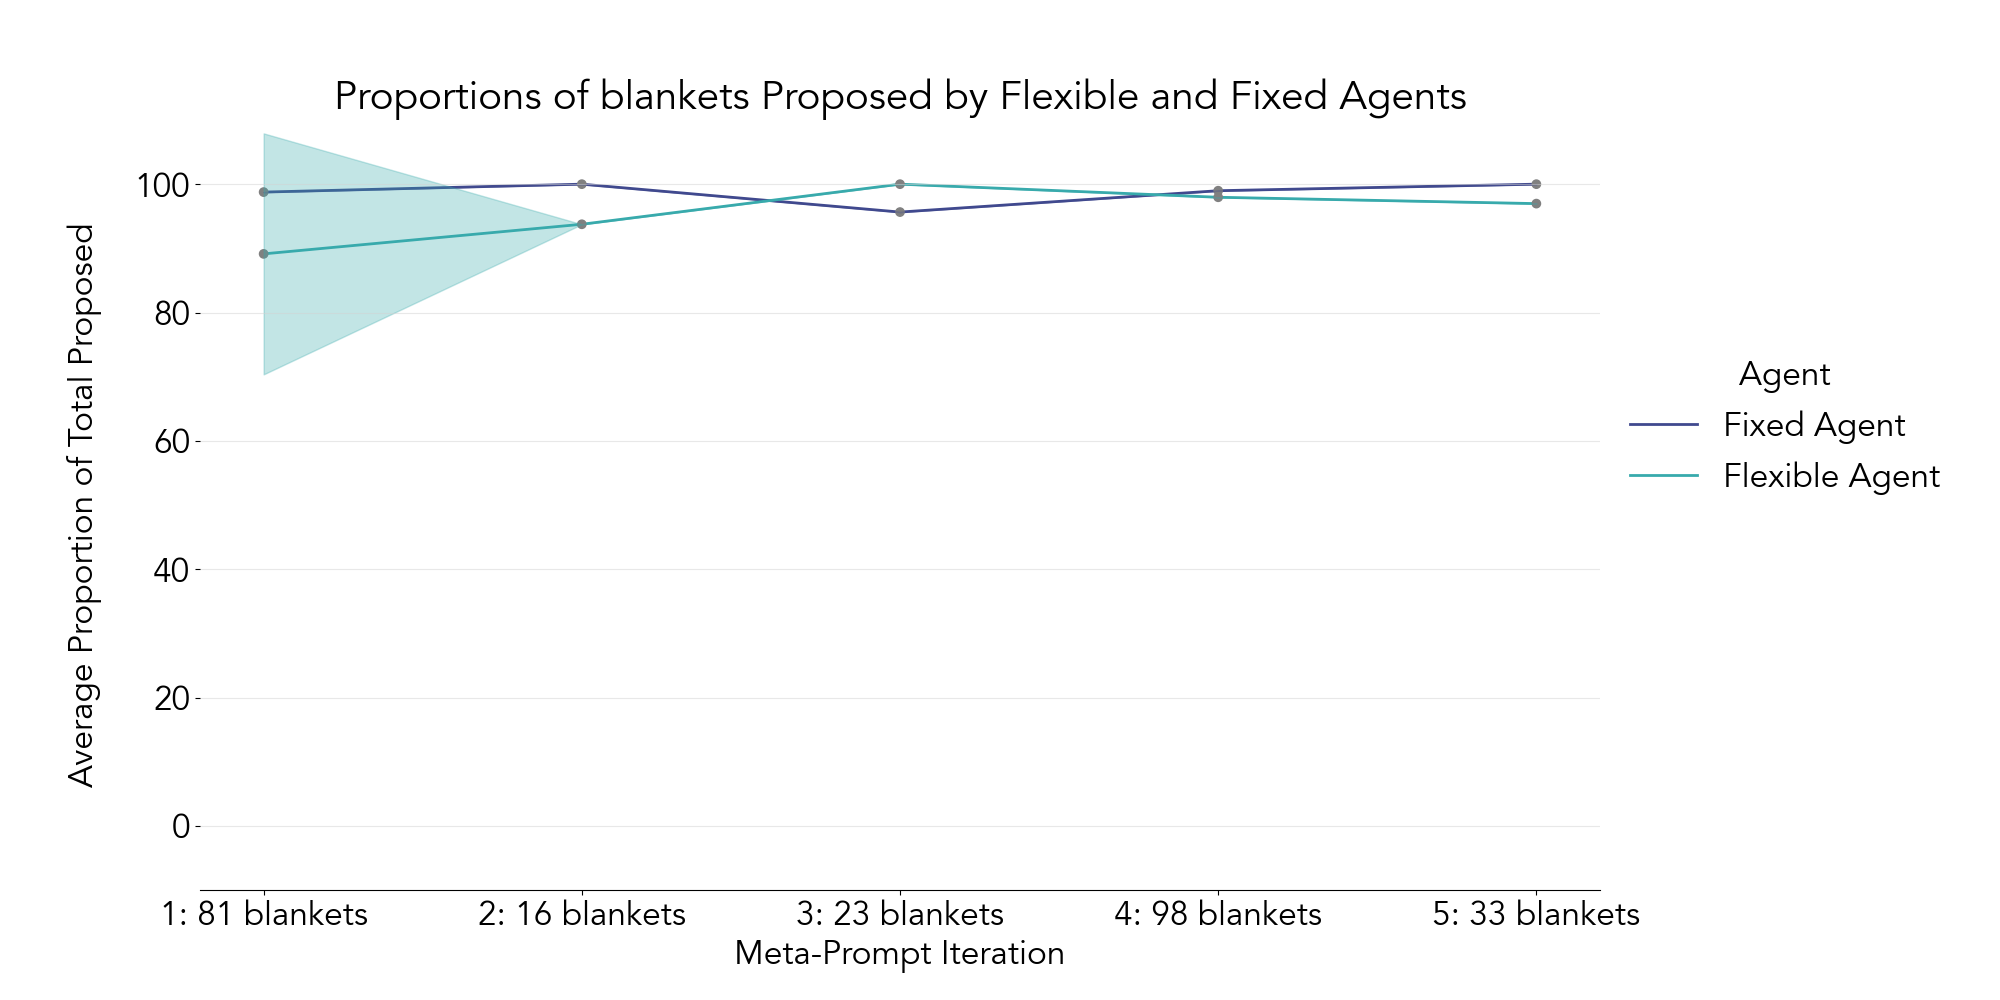 Proportions of blankets Proposed by Flexible and Fixed Agents
Average Proportion of Total Proposed
100
80
60
40
20
0
1: 81 blankets
2: 16 blankets
3: 23 blankets
4: 98 blankets
5: 33 blankets
Meta-Prompt Iteration
Agent
Fixed Agent
Flexible Agent